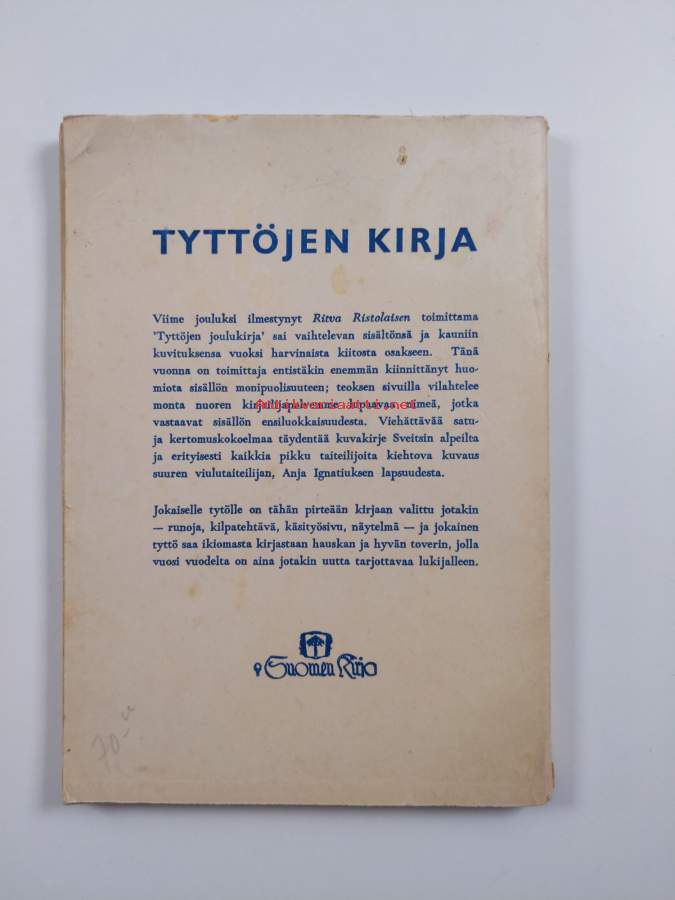 TYTTÖJEN KIRJA
Viime jouluksi ilmestynyt Ritva Ristolaisen toimittama
'Tyttöjen joulukirja' sai vaihtelevan sisältönsä ja kauniin
kuvituksensa vuoksi harvinaista kiitosta osakseen. Tänä
vuonna on toimittaja entistäkin enemmän kiinnittänyt huo-
miota sisällön monipuolisuuteen; teoksen sivuilla vilahtelee
monta nuoren nimeä, jotka
antikvariaatti.net
vastaavat sisällön ensiluokkaisuudesta. Viehättävää satu-
ja kertomuskokoelmaa täydentää kuvakirje Sveitsin alpeilta
ja erityisesti kaikkia pikku taiteilijoita kiehtova kuvaus
suuren viulutaiteilijan, Anja Ignatiuksen lapsuudesta.
Jokaiselle tytölle on tähän pirteään kirjaan valittu jotakin
— runoja, kilpatehtävä, käsityösivu, näytelmä — ja jokainen
tyttö saa ikiomasta kirjastaan hauskan ja hyvän toverin, jolla
vuosi vuodelta on aina jotakin uutta tarjottavaa lukijalleen.
Suomen Kirja
70-